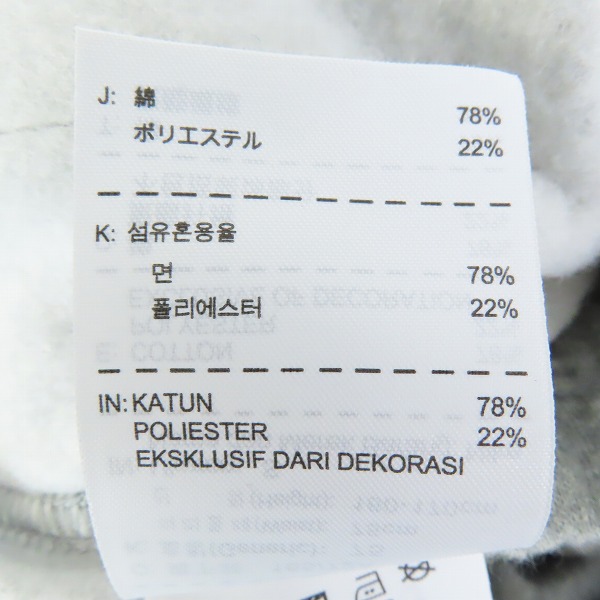 J: 綿 78%
ポリエステル 22%
K: 섬유혼용율
면 78%
폴리에스터 22%
IN: KATUN 78%
POLIESTER 22%
EKSKLUSIF DARI DEKORASI